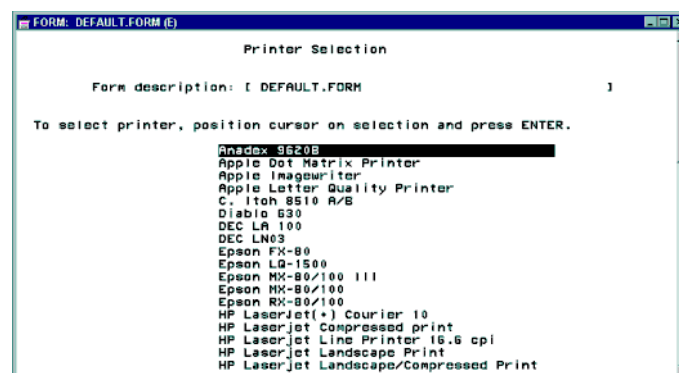 FORM: DEFAULT.FORM (E)
Printer Selection
Form description: [ DEFAULT.FORM ]
To select printer, position cursor on selection and press ENTER.
Anadex 9620B
Apple Dot Matrix Printer
Apple Imagewriter
Apple Letter Quality Printer
C. Itoh 8510 A/B
Diablo 630
DEC LA 100
DEC LN03
Epson FX-80
Epson LQ-1500
Epson MX-80/100 III
Epson MX-80/100
Epson RX-80/100
HP LaserJet(+) Courier 10
HP Laserjet Compressed print
HP Laserjet Line Printer 16.6 cpi
HP Laserjet Landscape Print
HP Laserjet Landscape/Compressed Print